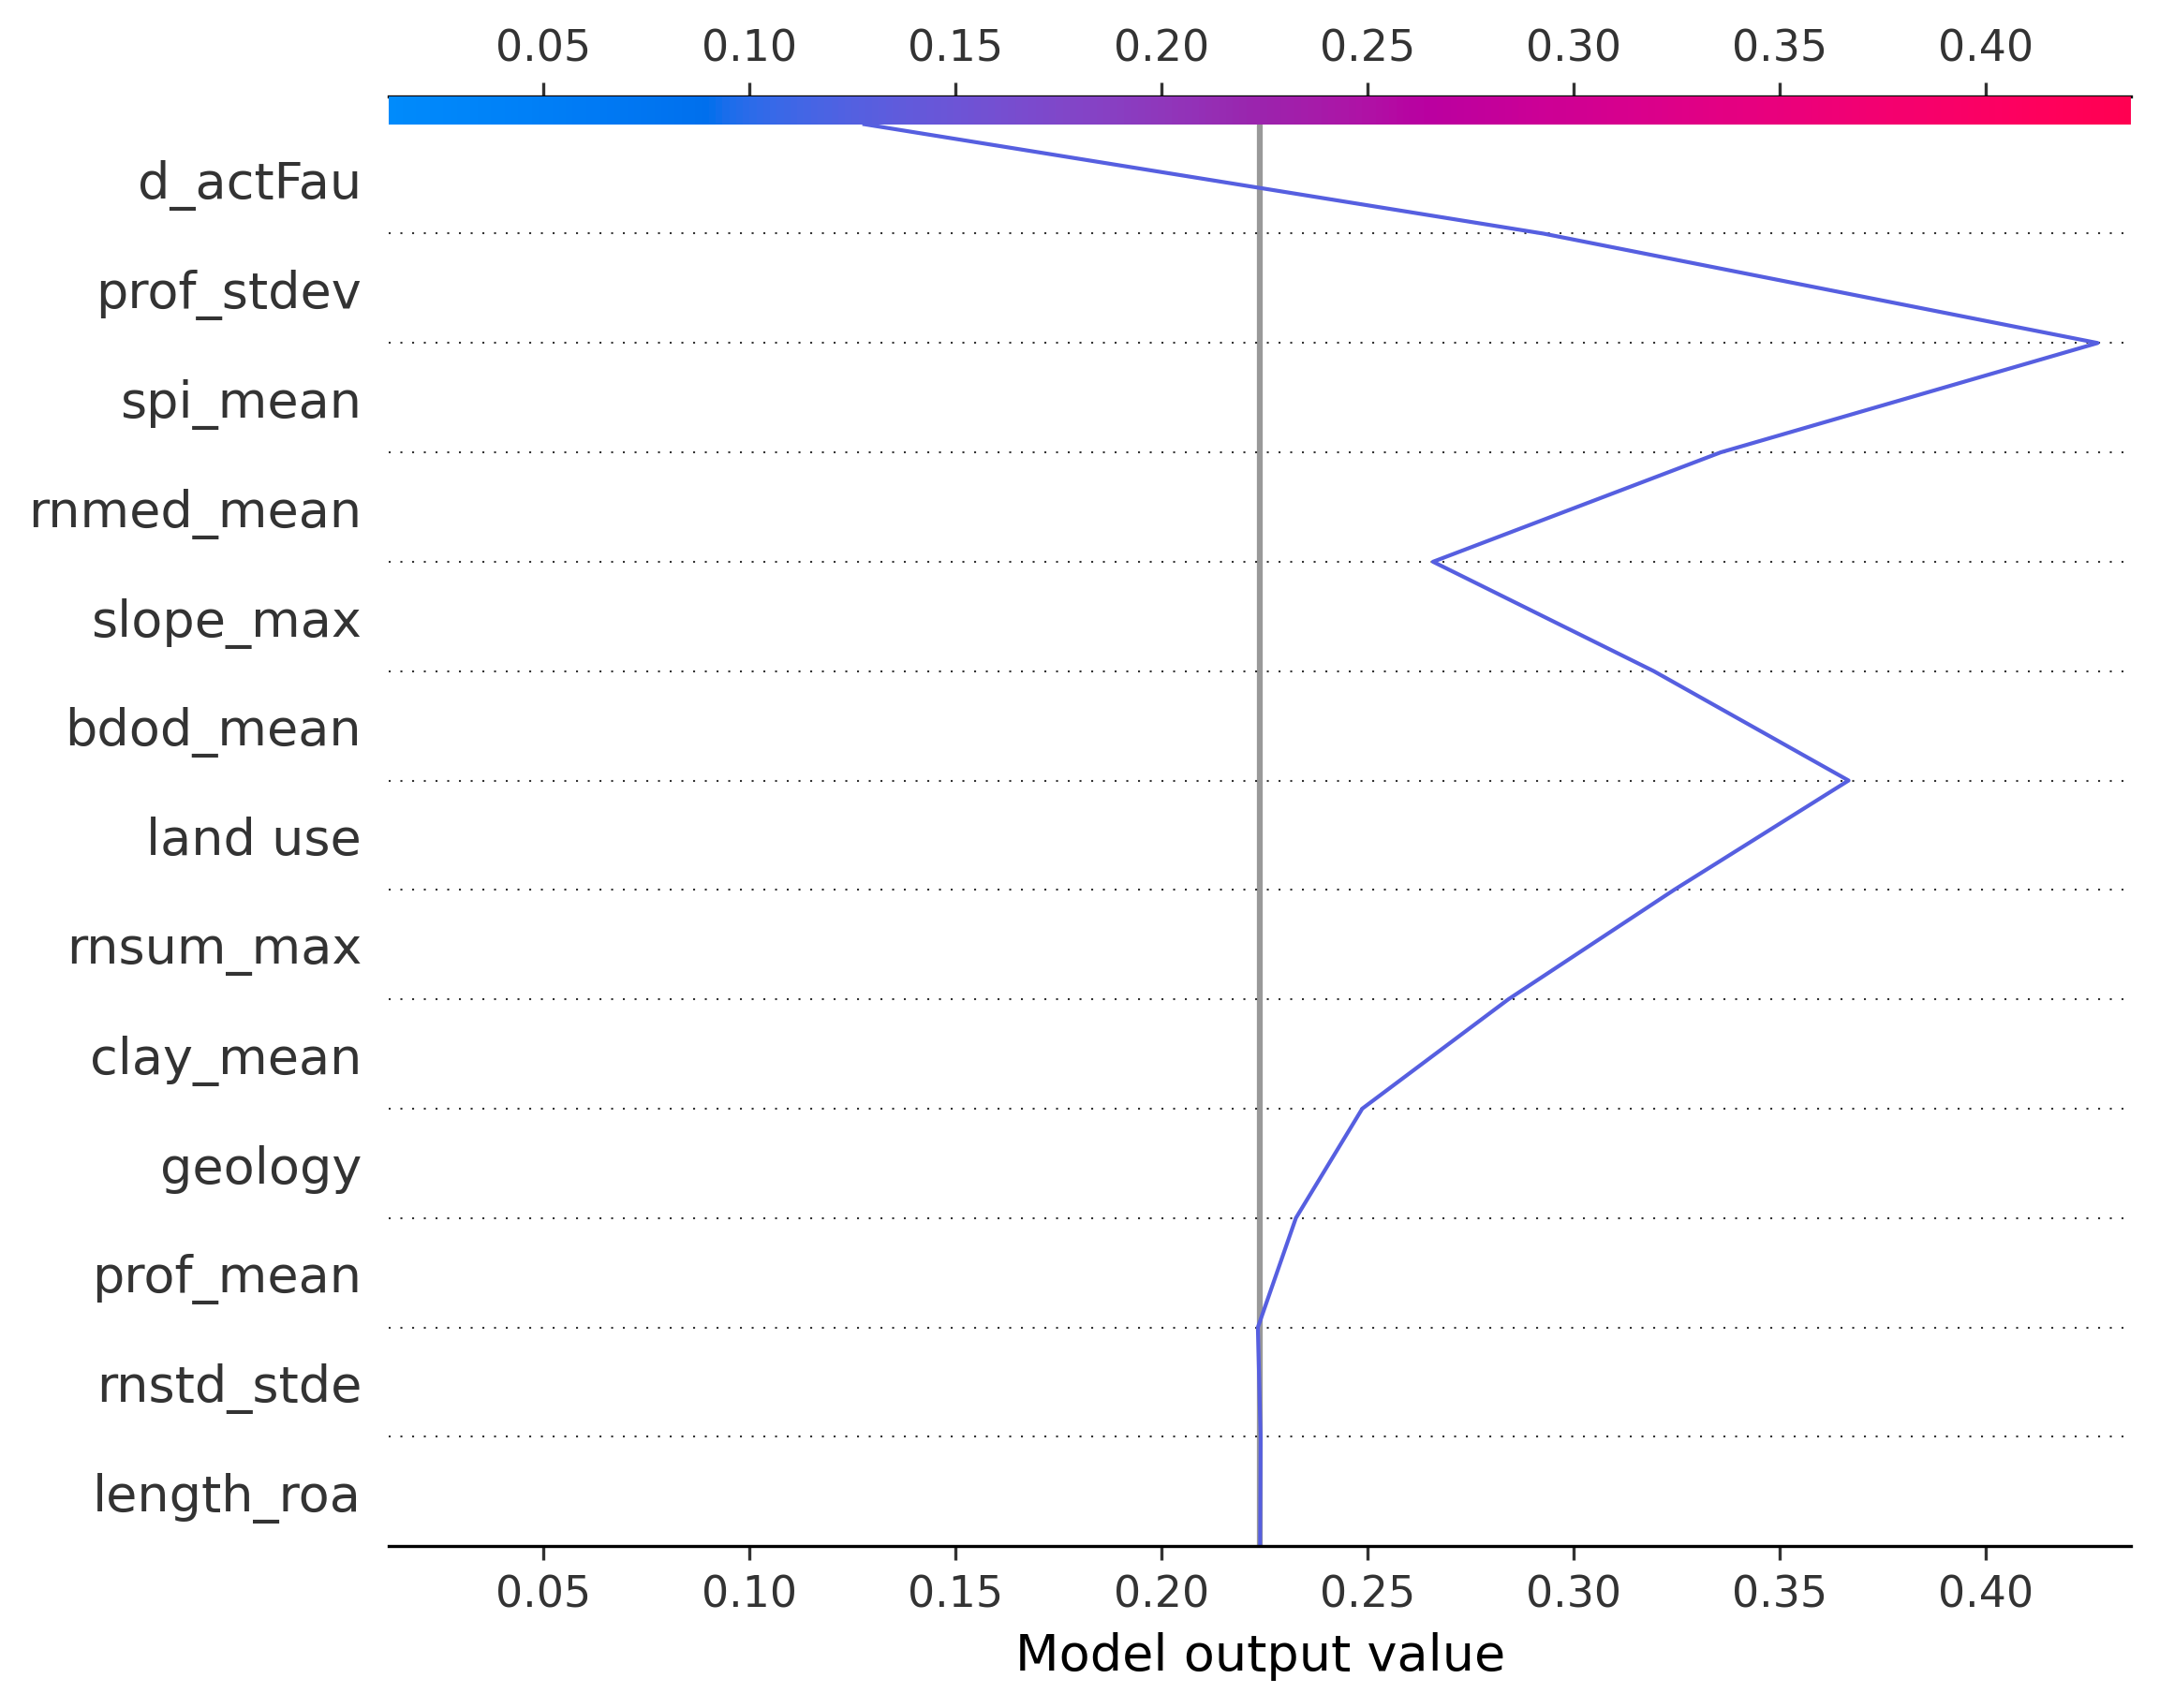 0.05 0.10 0.15 0.20 0.25 0.30 0.35 0.40
d_actFau
prof_stdev
spi_mean
rnmed_mean
slope_max
bdod_mean
land use
rnsum_max
clay_mean
geology
prof_mean
rnstd_stde
length_roa
0.05 0.10 0.15 0.20 0.25 0.30 0.35 0.40
Model output value